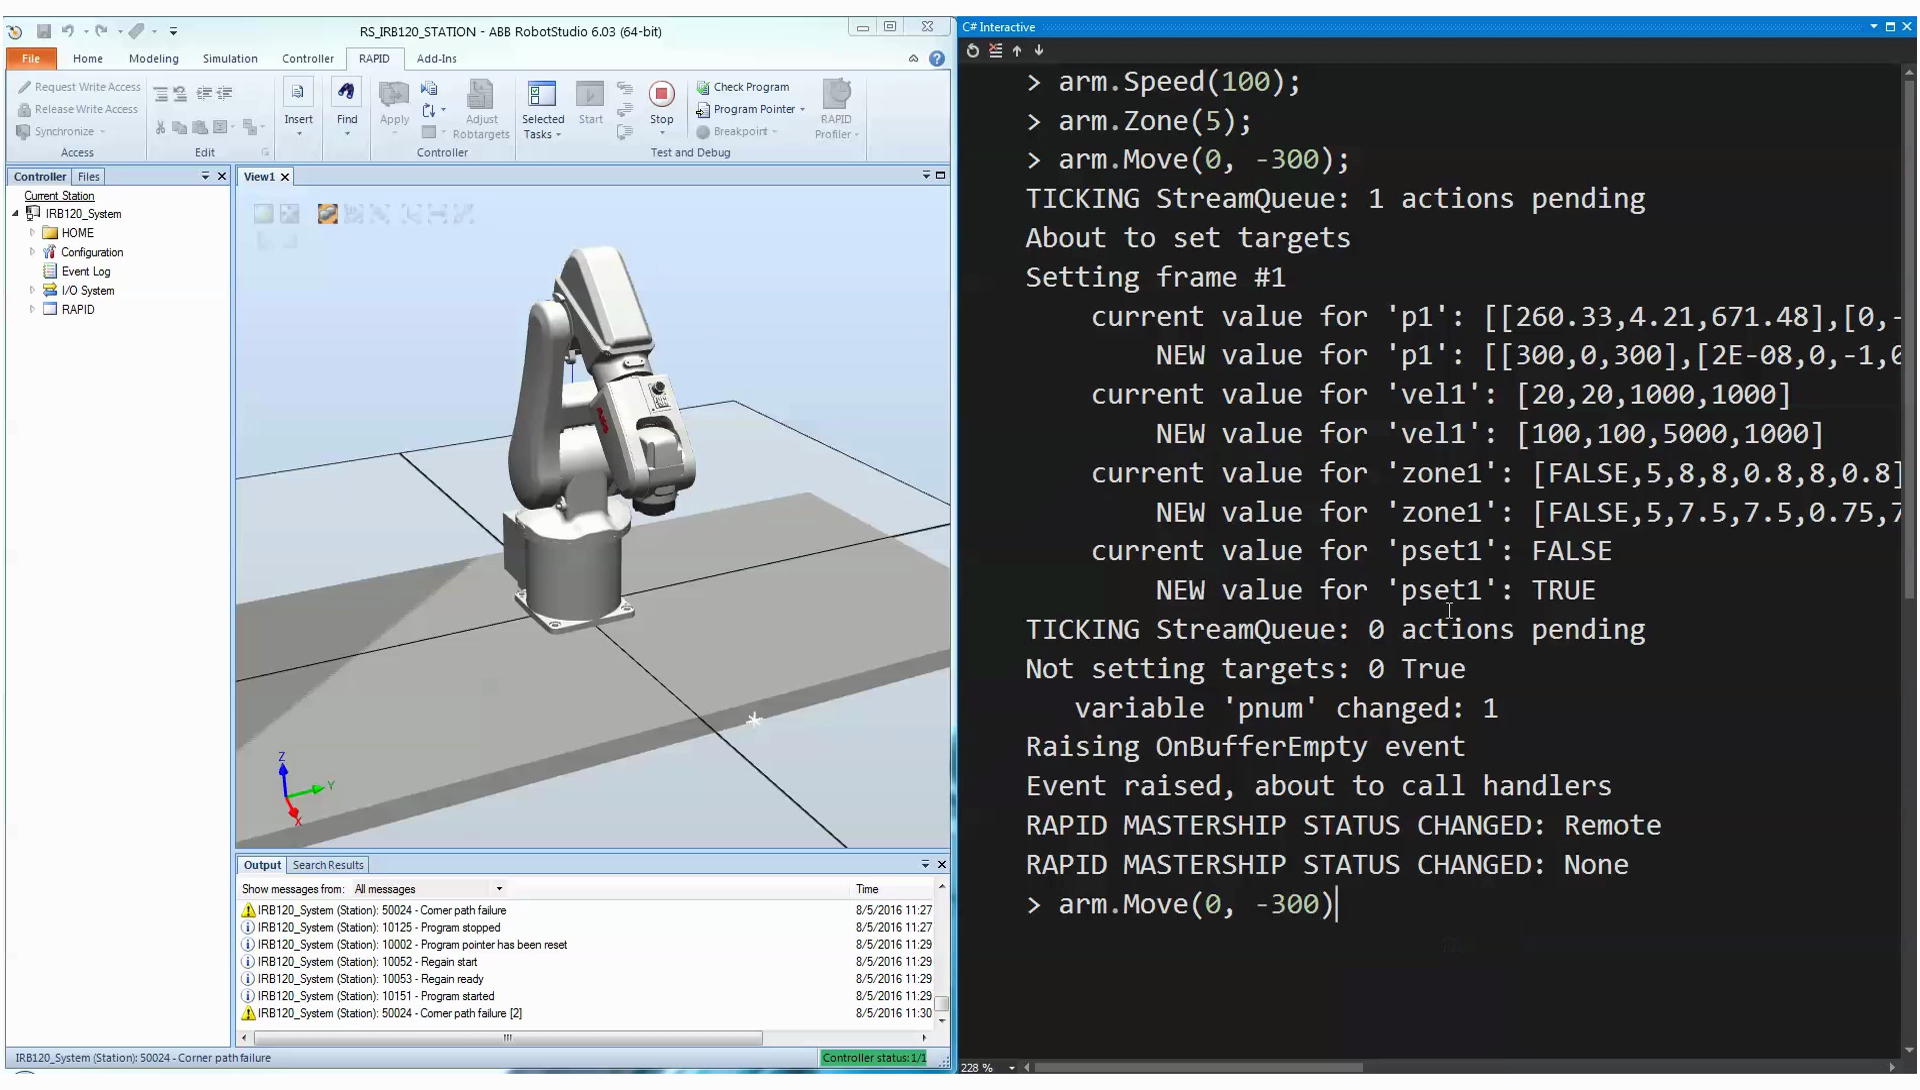 RS_IRB120_STATION - ABB RobotStudio 6.03 (64-bit)
File Home Modeling Simulation Controller RAPID Add-Ins
Request Write Access
Release Write Access
Synchronize
Access
Edit
Insert
Find
Apply
Adjust
Robtargets
Controller
Selected
Tasks
Start
Stop
Check Program
Program Pointer
Breakpoint
Test and Debug
RAPID
Profiler
Controller Files
Current Station
IRB120_System
HOME
Configuration
Event Log
I/O System
RAPID
View1
Z
Y
X
Output Search Results
Show messages from: All messages Time
IRB120_System (Station): 50024 - Corner path failure 8/5/2016 11:27
IRB120_System (Station): 10125 - Program stopped 8/5/2016 11:27
IRB120_System (Station): 10002 - Program pointer has been reset 8/5/2016 11:29
IRB120_System (Station): 10052 - Regain start 8/5/2016 11:29
IRB120_System (Station): 10053 - Regain ready 8/5/2016 11:29
IRB120_System (Station): 10151 - Program started 8/5/2016 11:29
IRB120_System (Station): 50024 - Corner path failure [2] 8/5/2016 11:30
IRB120_System (Station): 50024 - Corner path failure Controller status: 1/1
C# Interactive
> arm.Speed(100);
> arm.Zone(5);
> arm.Move(0, -300);
TICKING StreamQueue: 1 actions pending
About to set targets
Setting frame #1
current value for 'p1': [[260.33,4.21,671.48],[0,-
NEW value for 'p1': [[300,0,300],[2E-08,0,-1,0
current value for 'vel1': [20,20,1000,1000]
NEW value for 'vel1': [100,100,5000,1000]
current value for 'zone1': [FALSE,5,8,8,0.8,8,0.8]
NEW value for 'zone1': [FALSE,5,7.5,7.5,0.75,7
current value for 'pset1': FALSE
NEW value for 'pset1': TRUE
TICKING StreamQueue: 0 actions pending
Not setting targets: 0 True
variable 'pnum' changed: 1
Raising OnBufferEmpty event
Event raised, about to call handlers
RAPID MASTERSHIP STATUS CHANGED: Remote
RAPID MASTERSHIP STATUS CHANGED: None
> arm.Move(0, -300)
228 %